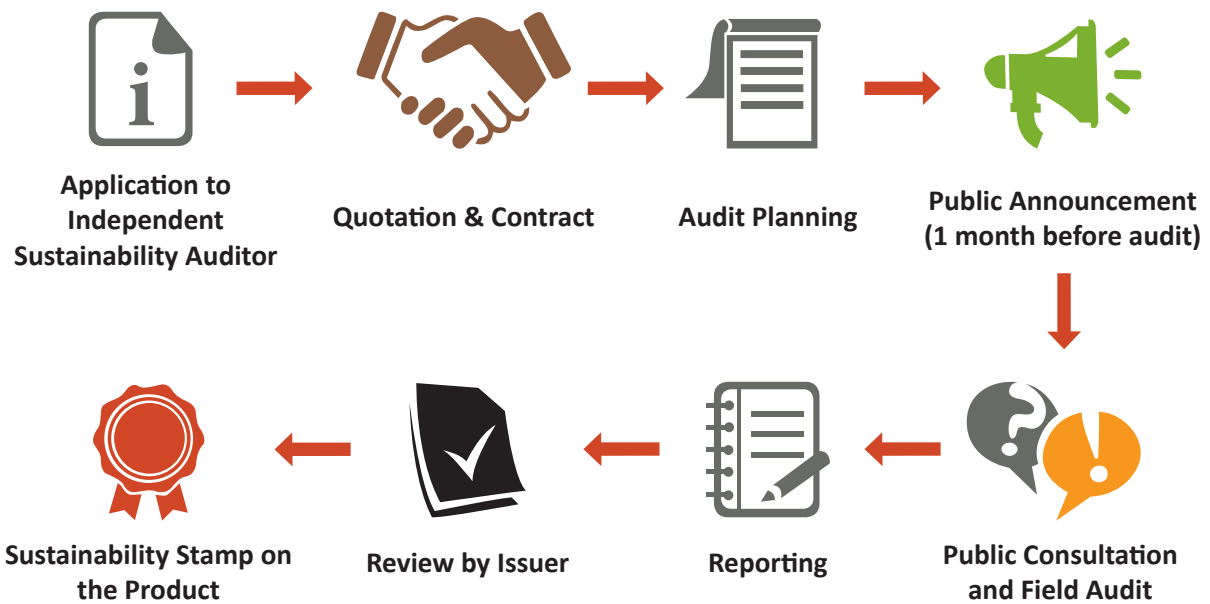 Application to
Independent
Sustainability Auditor
Quotation & Contract
Audit Planning
Public Announcement
(1 month before audit)
Public Consultation
and Field Audit
Reporting
Review by Issuer
Sustainability Stamp on
the Product